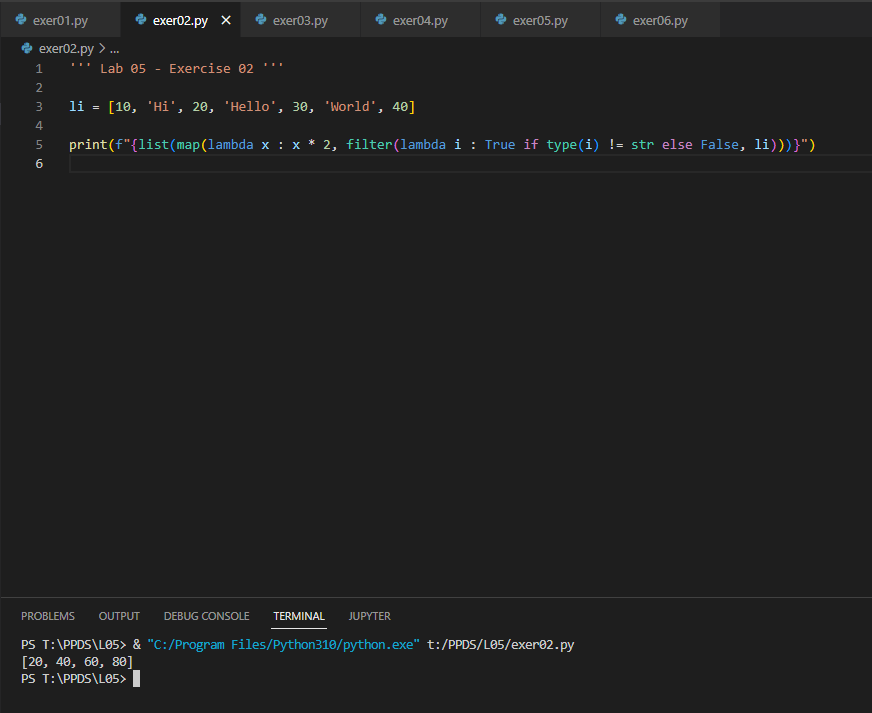 exer01.py exer02.py exer03.py exer04.py exer05.py exer06.py
exer02.py > ...
1 ''' Lab 05 - Exercise 02 '''
2
3 li = [10, 'Hi', 20, 'Hello', 30, 'World', 40]
4
5 print(f"{list(map(lambda x : x * 2, filter(lambda i : True if type(i) != str else False, li)))}")
6
PROBLEMS OUTPUT DEBUG CONSOLE TERMINAL JUPYTER
PS T:\PPDS\L05> & "C:/Program Files/Python310/python.exe" t:/PPDS/L05/exer02.py
[20, 40, 60, 80]
PS T:\PPDS\L05>